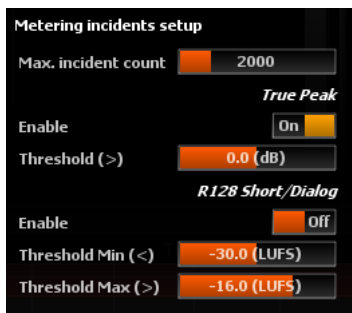 Metering incidents setup
Max. incident count 2000
True Peak
Enable On
Threshold (>) 0.0 (dB)
R128 Short/Dialog
Enable Off
Threshold Min (<) -30.0 (LUFS)
Threshold Max (>) -16.0 (LUFS)